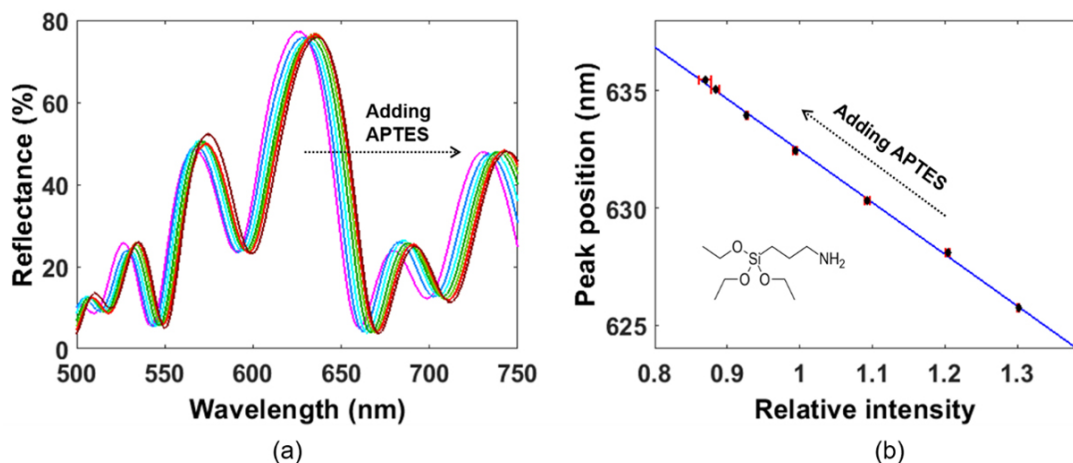 80
60
40
20
0
Reflectance (%)
500
550
600
650
700
750
Wavelength (nm)
Adding
APTES
(a)
635
630
625
Peak position (nm)
0.8
0.9
1
1.1
1.2
1.3
Relative intensity
Adding APTES
O
Si
NH2
O
O
(b)